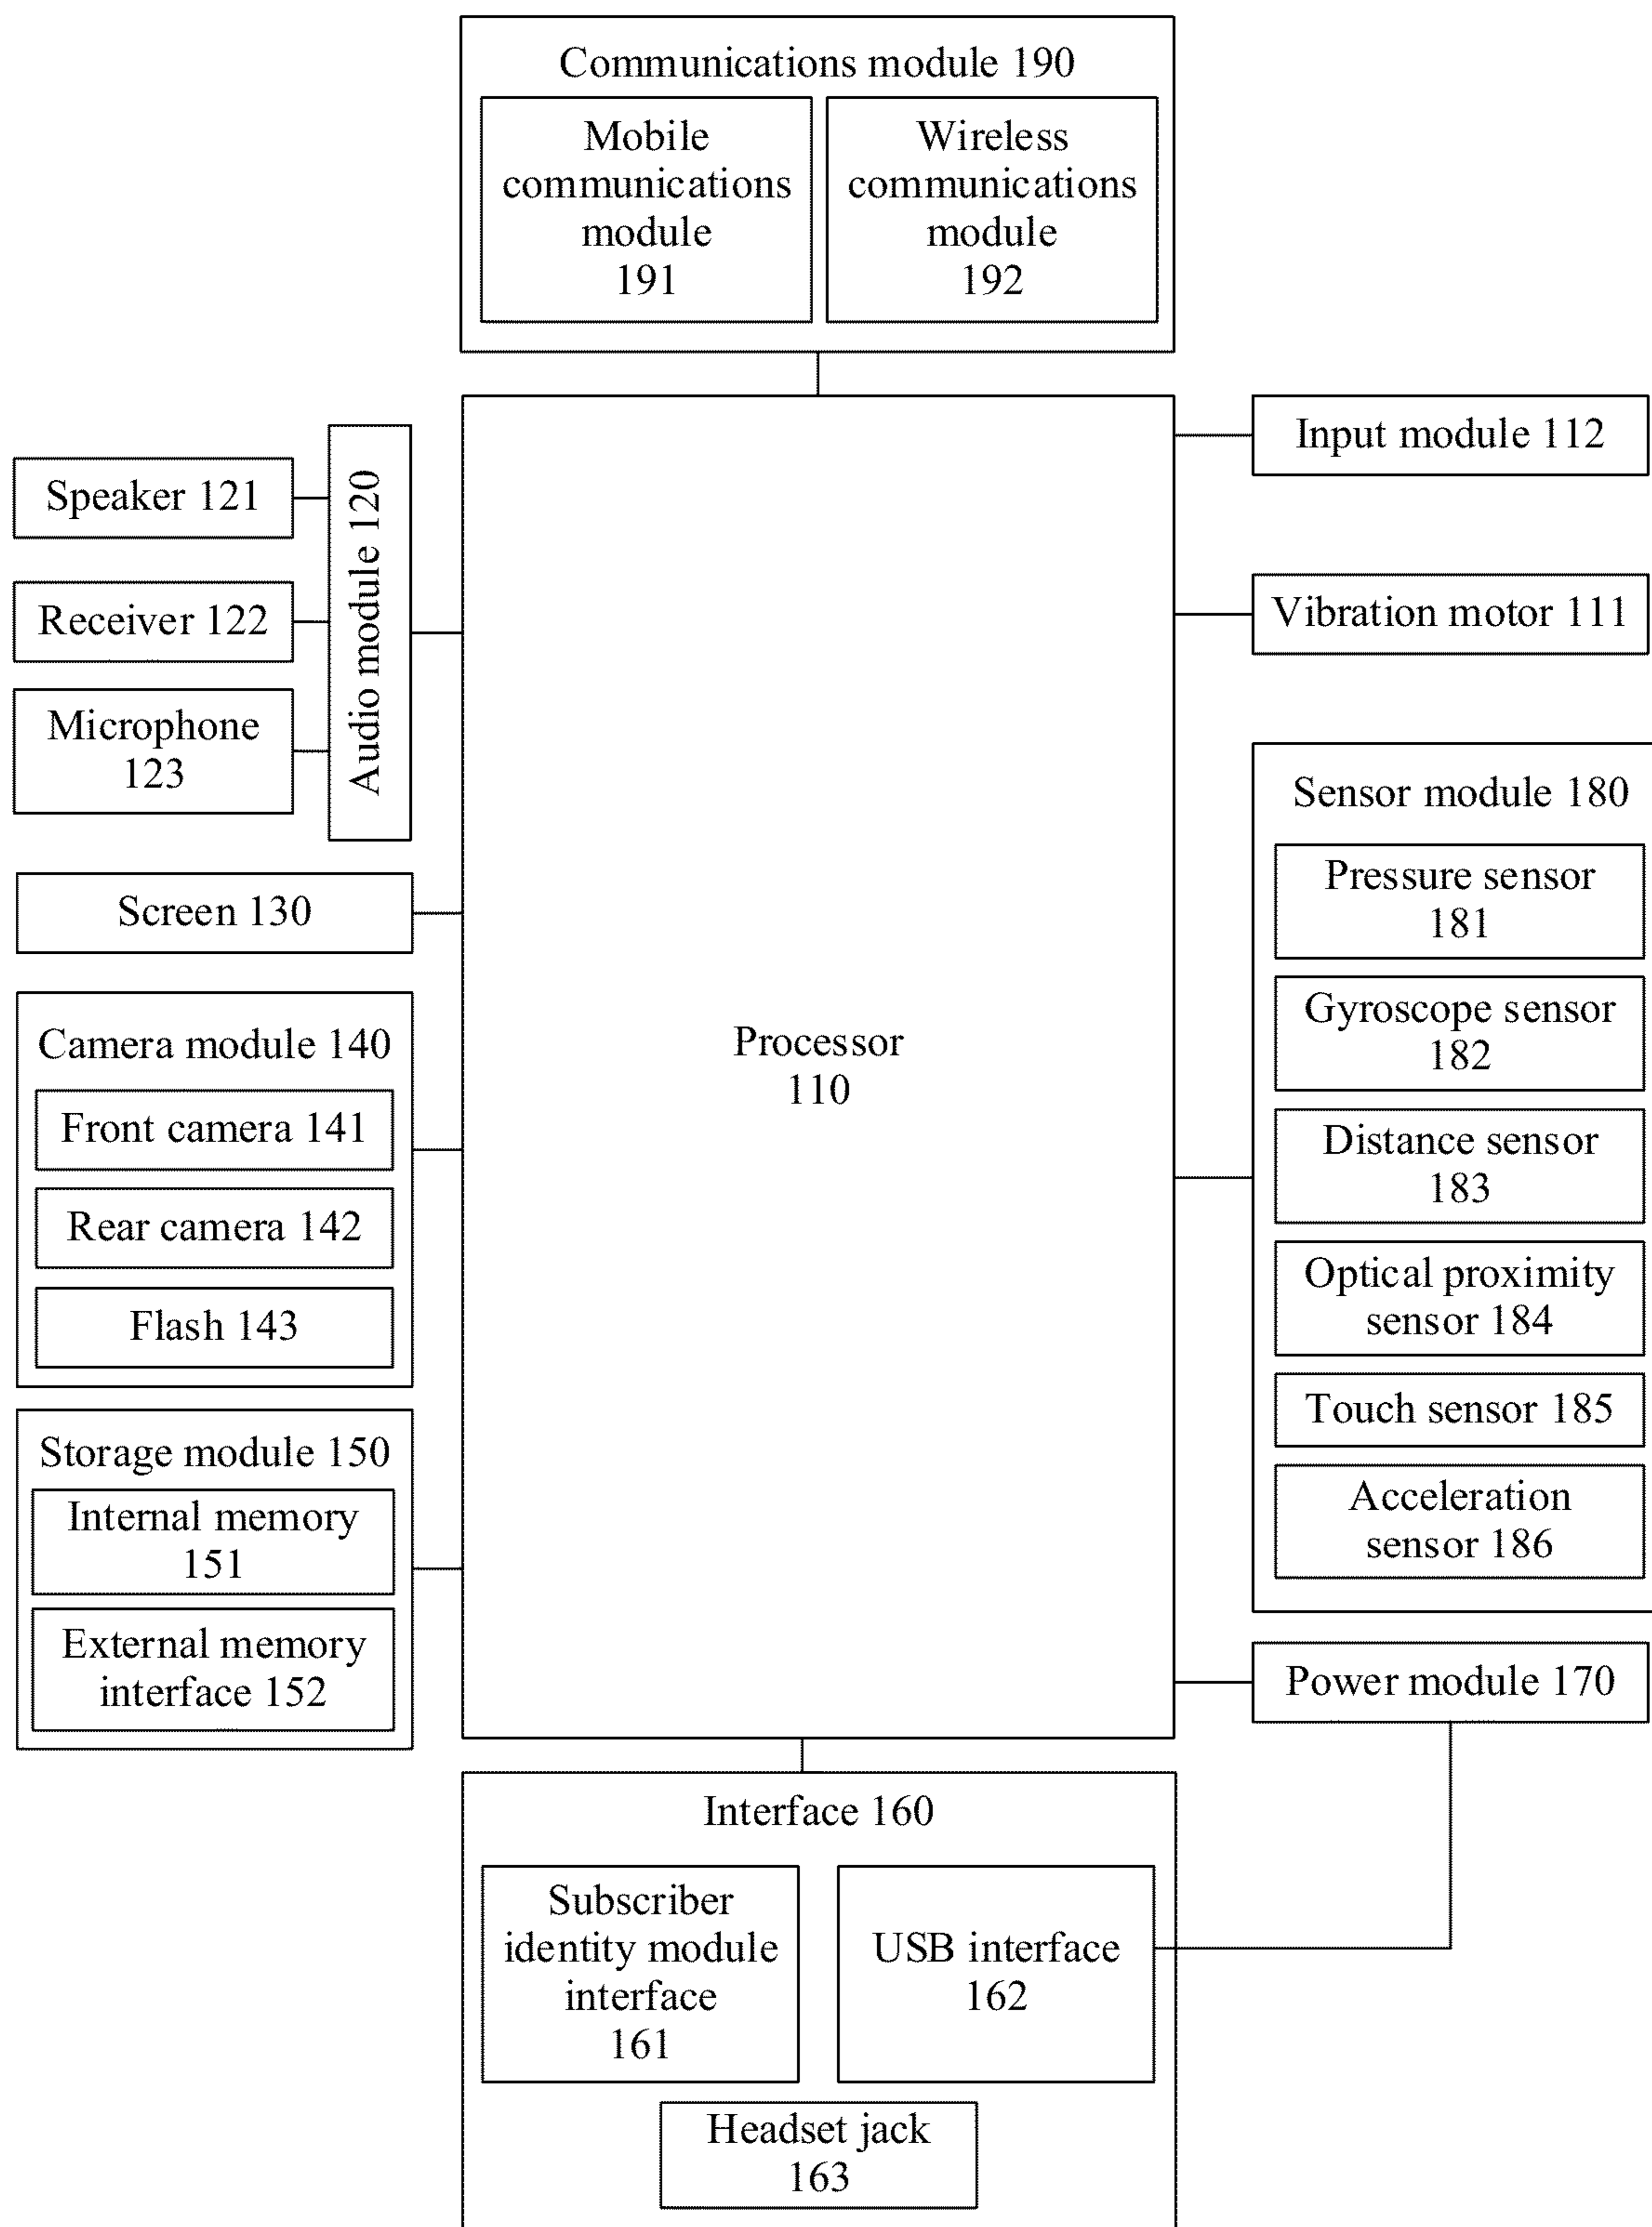 Communications module 190
Mobile
communications
module
191
Wireless
communications
module
192
Speaker 121
Receiver 122
Microphone
123
Audio module 120
Screen 130
Camera module 140
Front camera 141
Rear camera 142
Flash 143
Storage module 150
Internal memory
151
External memory
interface 152
Processor
110
Input module 112
Vibration motor 111
Sensor module 180
Pressure sensor
181
Gyroscope sensor
182
Distance sensor
183
Optical proximity
sensor 184
Touch sensor 185
Acceleration
sensor 186
Power module 170
Interface 160
Subscriber
identity module
interface
161
USB interface
162
Headset jack
163